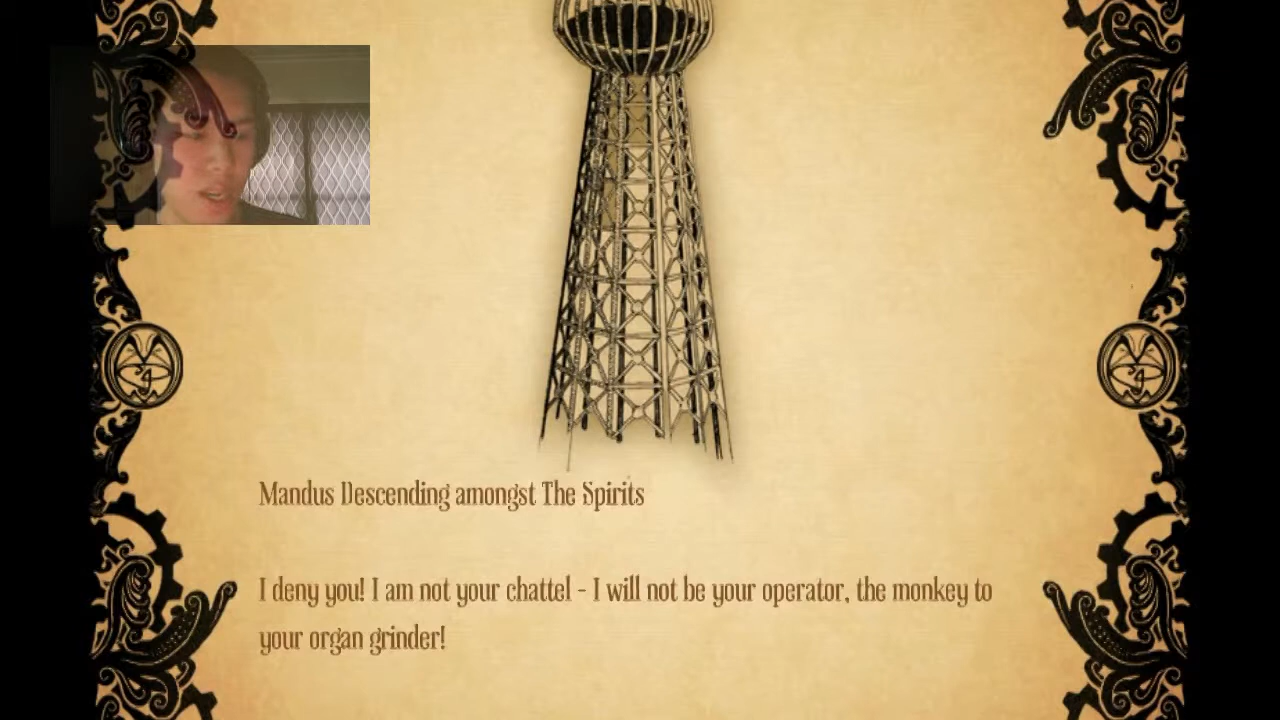 Mandus Descending amongst The Spirits
I deny you! I am not your chattel - I will not be your operator, the monkey to
your organ grinder!